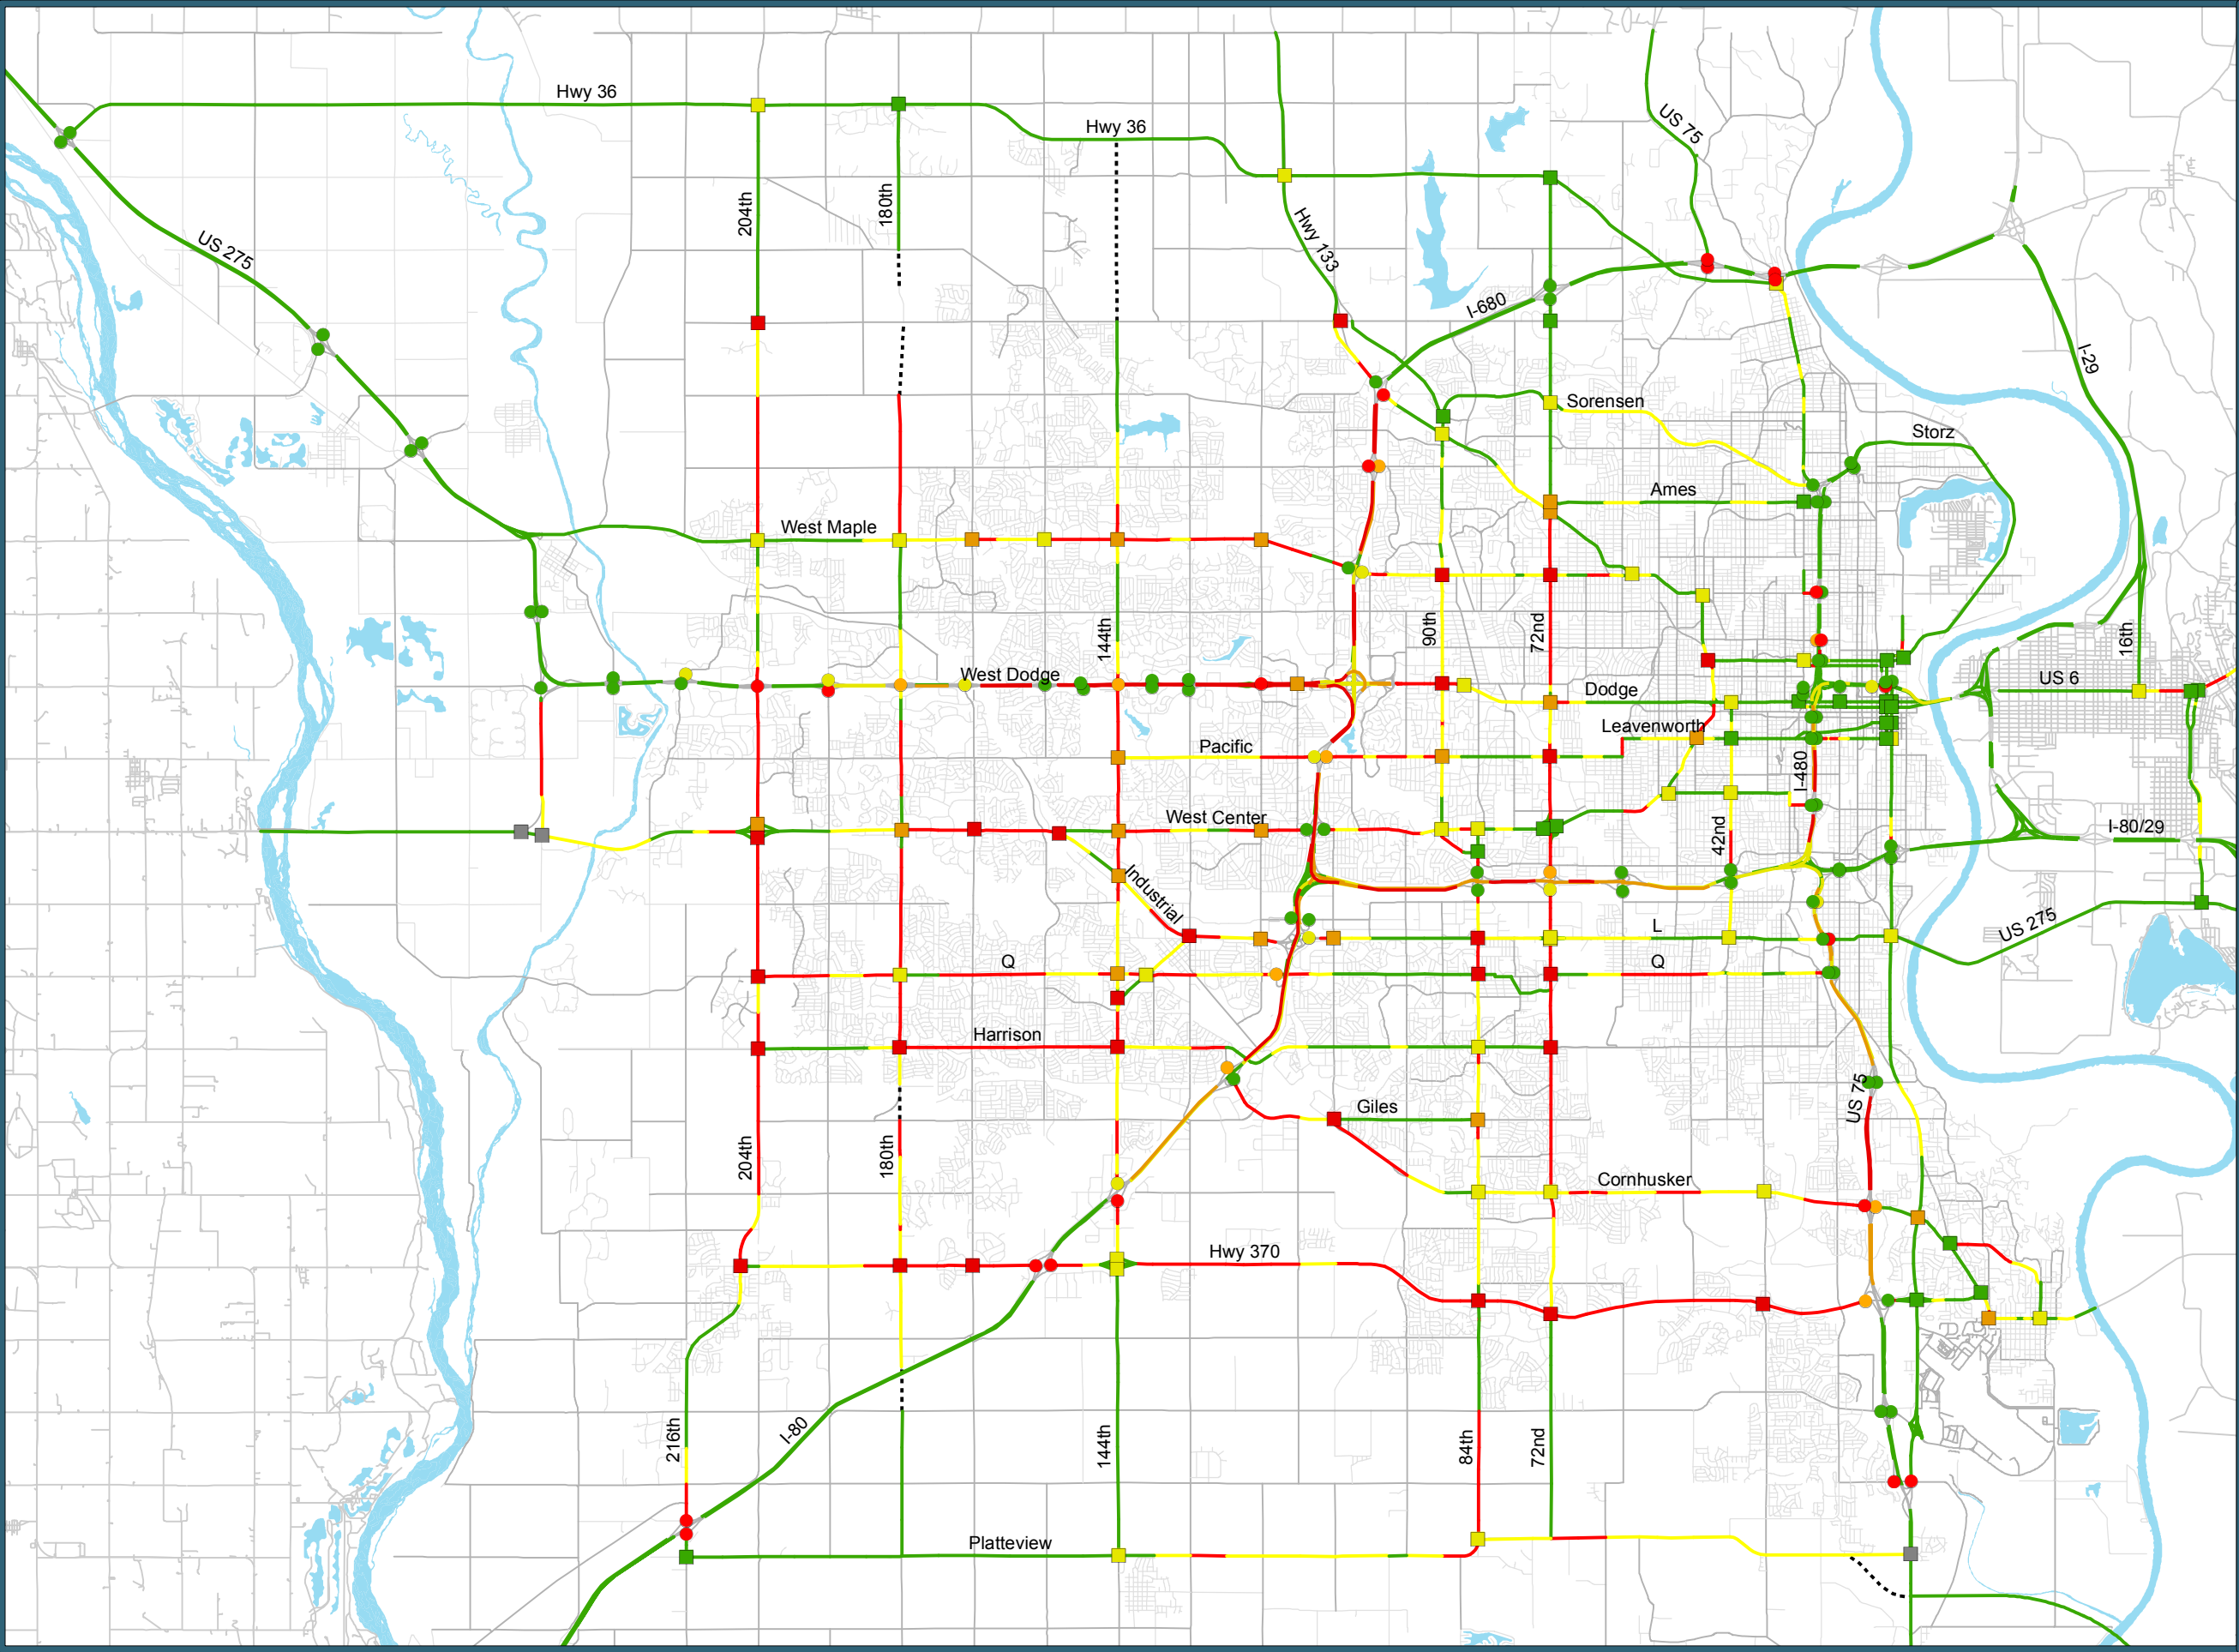 Hwy 36
Hwy 36
US 75
204th
180th
Hwy 133
US 275
I-680
I-29
Sorensen
Storz
Ames
West Maple
144th
90th
72nd
16th
West Dodge
US 6
Dodge
Leavenworth
Pacific
I-480
West Center
42nd
I-80/29
Industrial
L
US 275
Q
Q
Harrison
US 75
Giles
204th
180th
Cornhusker
Hwy 370
216th
I-80
144th
84th
72nd
Platteview